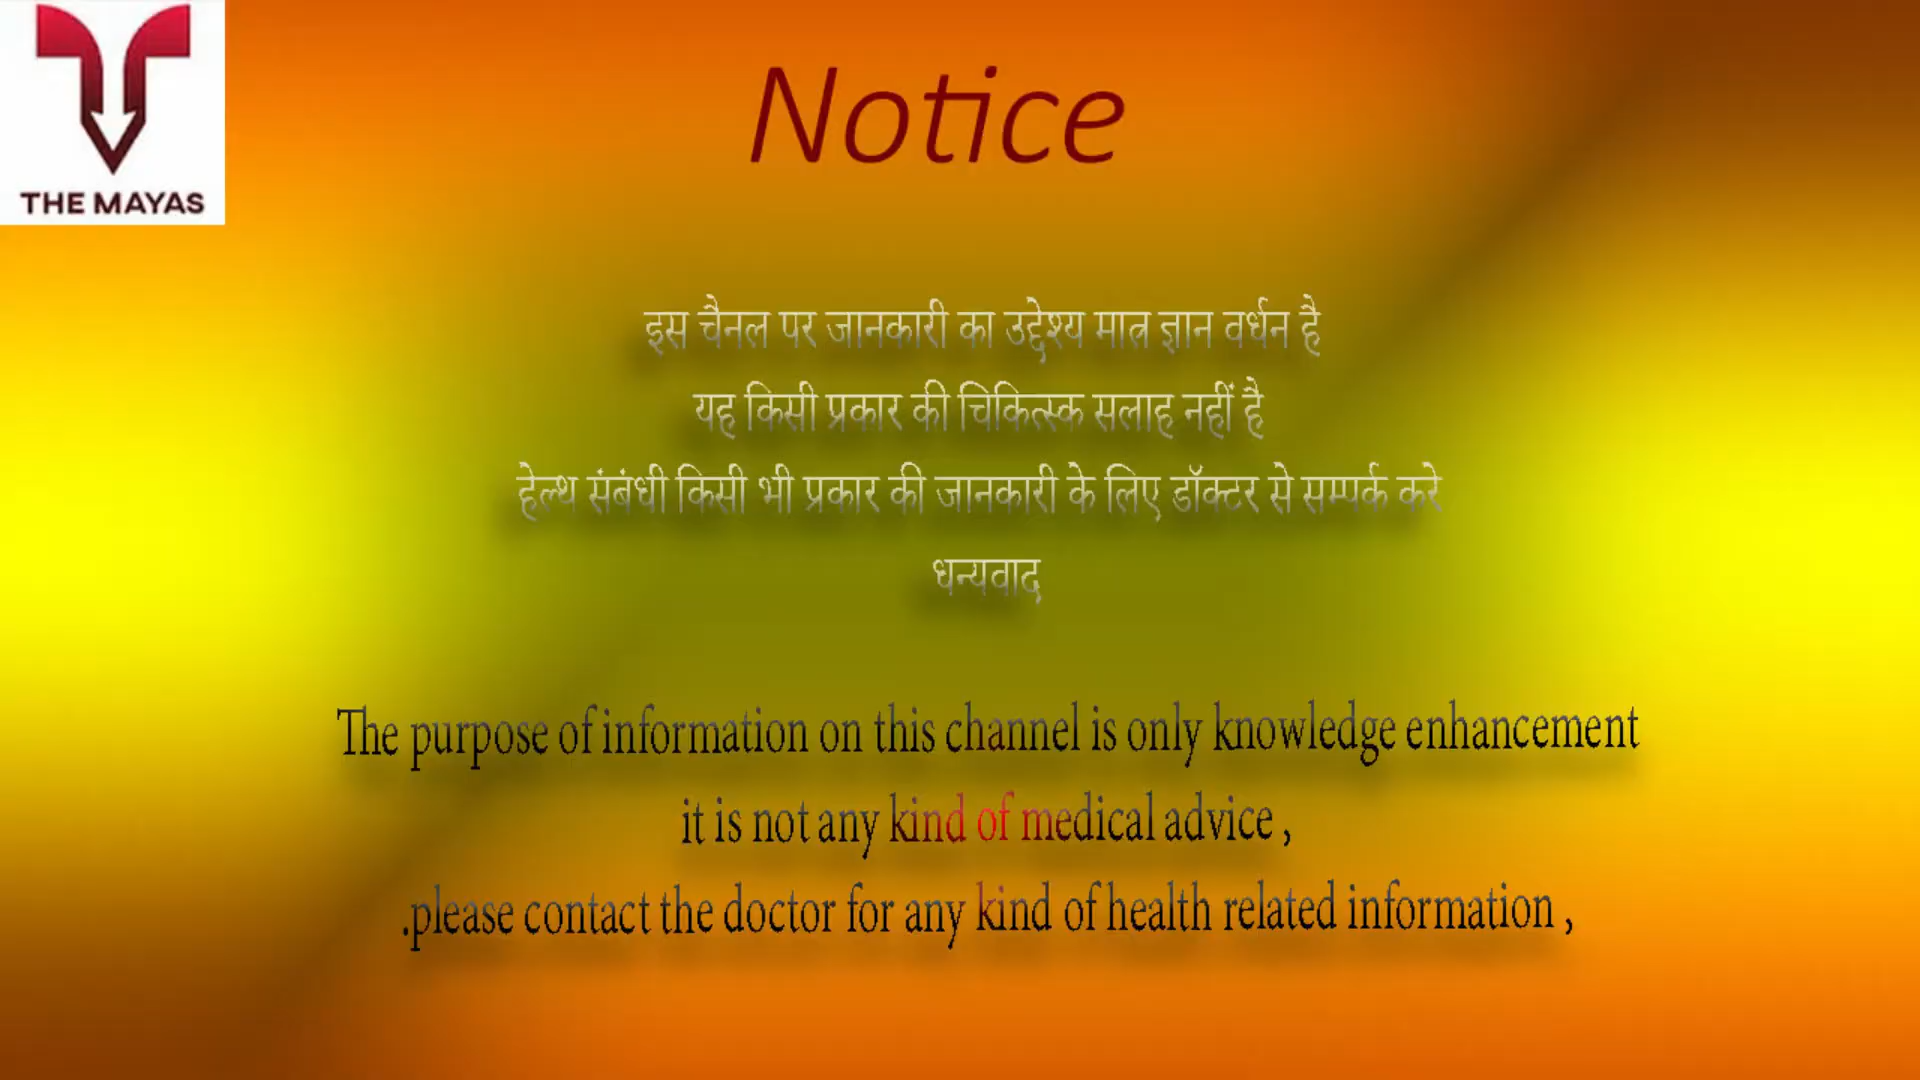 THE MAYAS
Notice
इस चैनल पर जानकारी का उद्देश्य मात्र ज्ञान वर्धन है
यह किसी प्रकार की चिकित्स्क सलाह नहीं है
हेल्थ संबंधी किसी भी प्रकार की जानकारी के लिए डॉक्टर से सम्पर्क करे
धन्यवाद
The purpose of information on this channel is only knowledge enhancement
it is not any kind of medical advice ,
.please contact the doctor for any kind of health related information ,